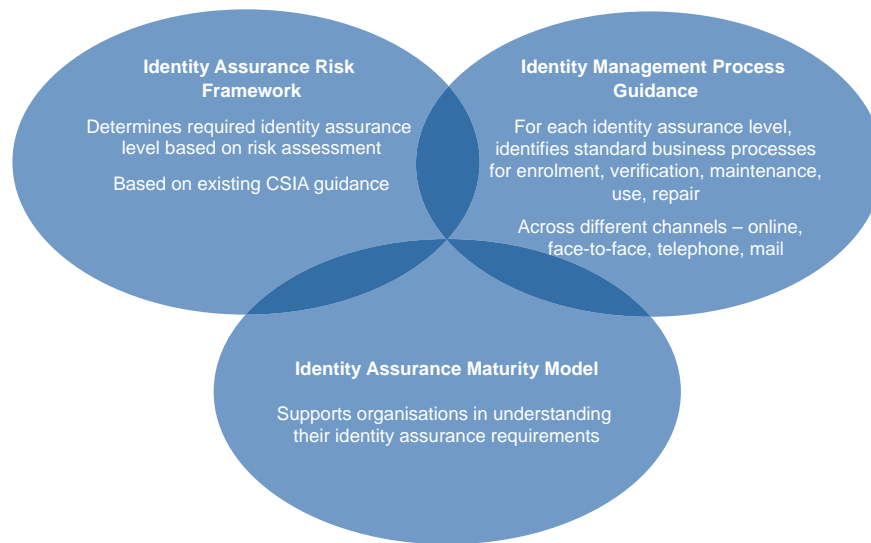 Identity Assurance Risk
Framework
Determines required identity assurance
level based on risk assessment
Based on existing CSIA guidance
Identity Management Process
Guidance
For each identity assurance level,
identifies standard business processes
for enrolment, verification, maintenance,
use, repair
Across different channels – online,
face-to-face, telephone, mail
Identity Assurance Maturity Model
Supports organisations in understanding
their identity assurance requirements